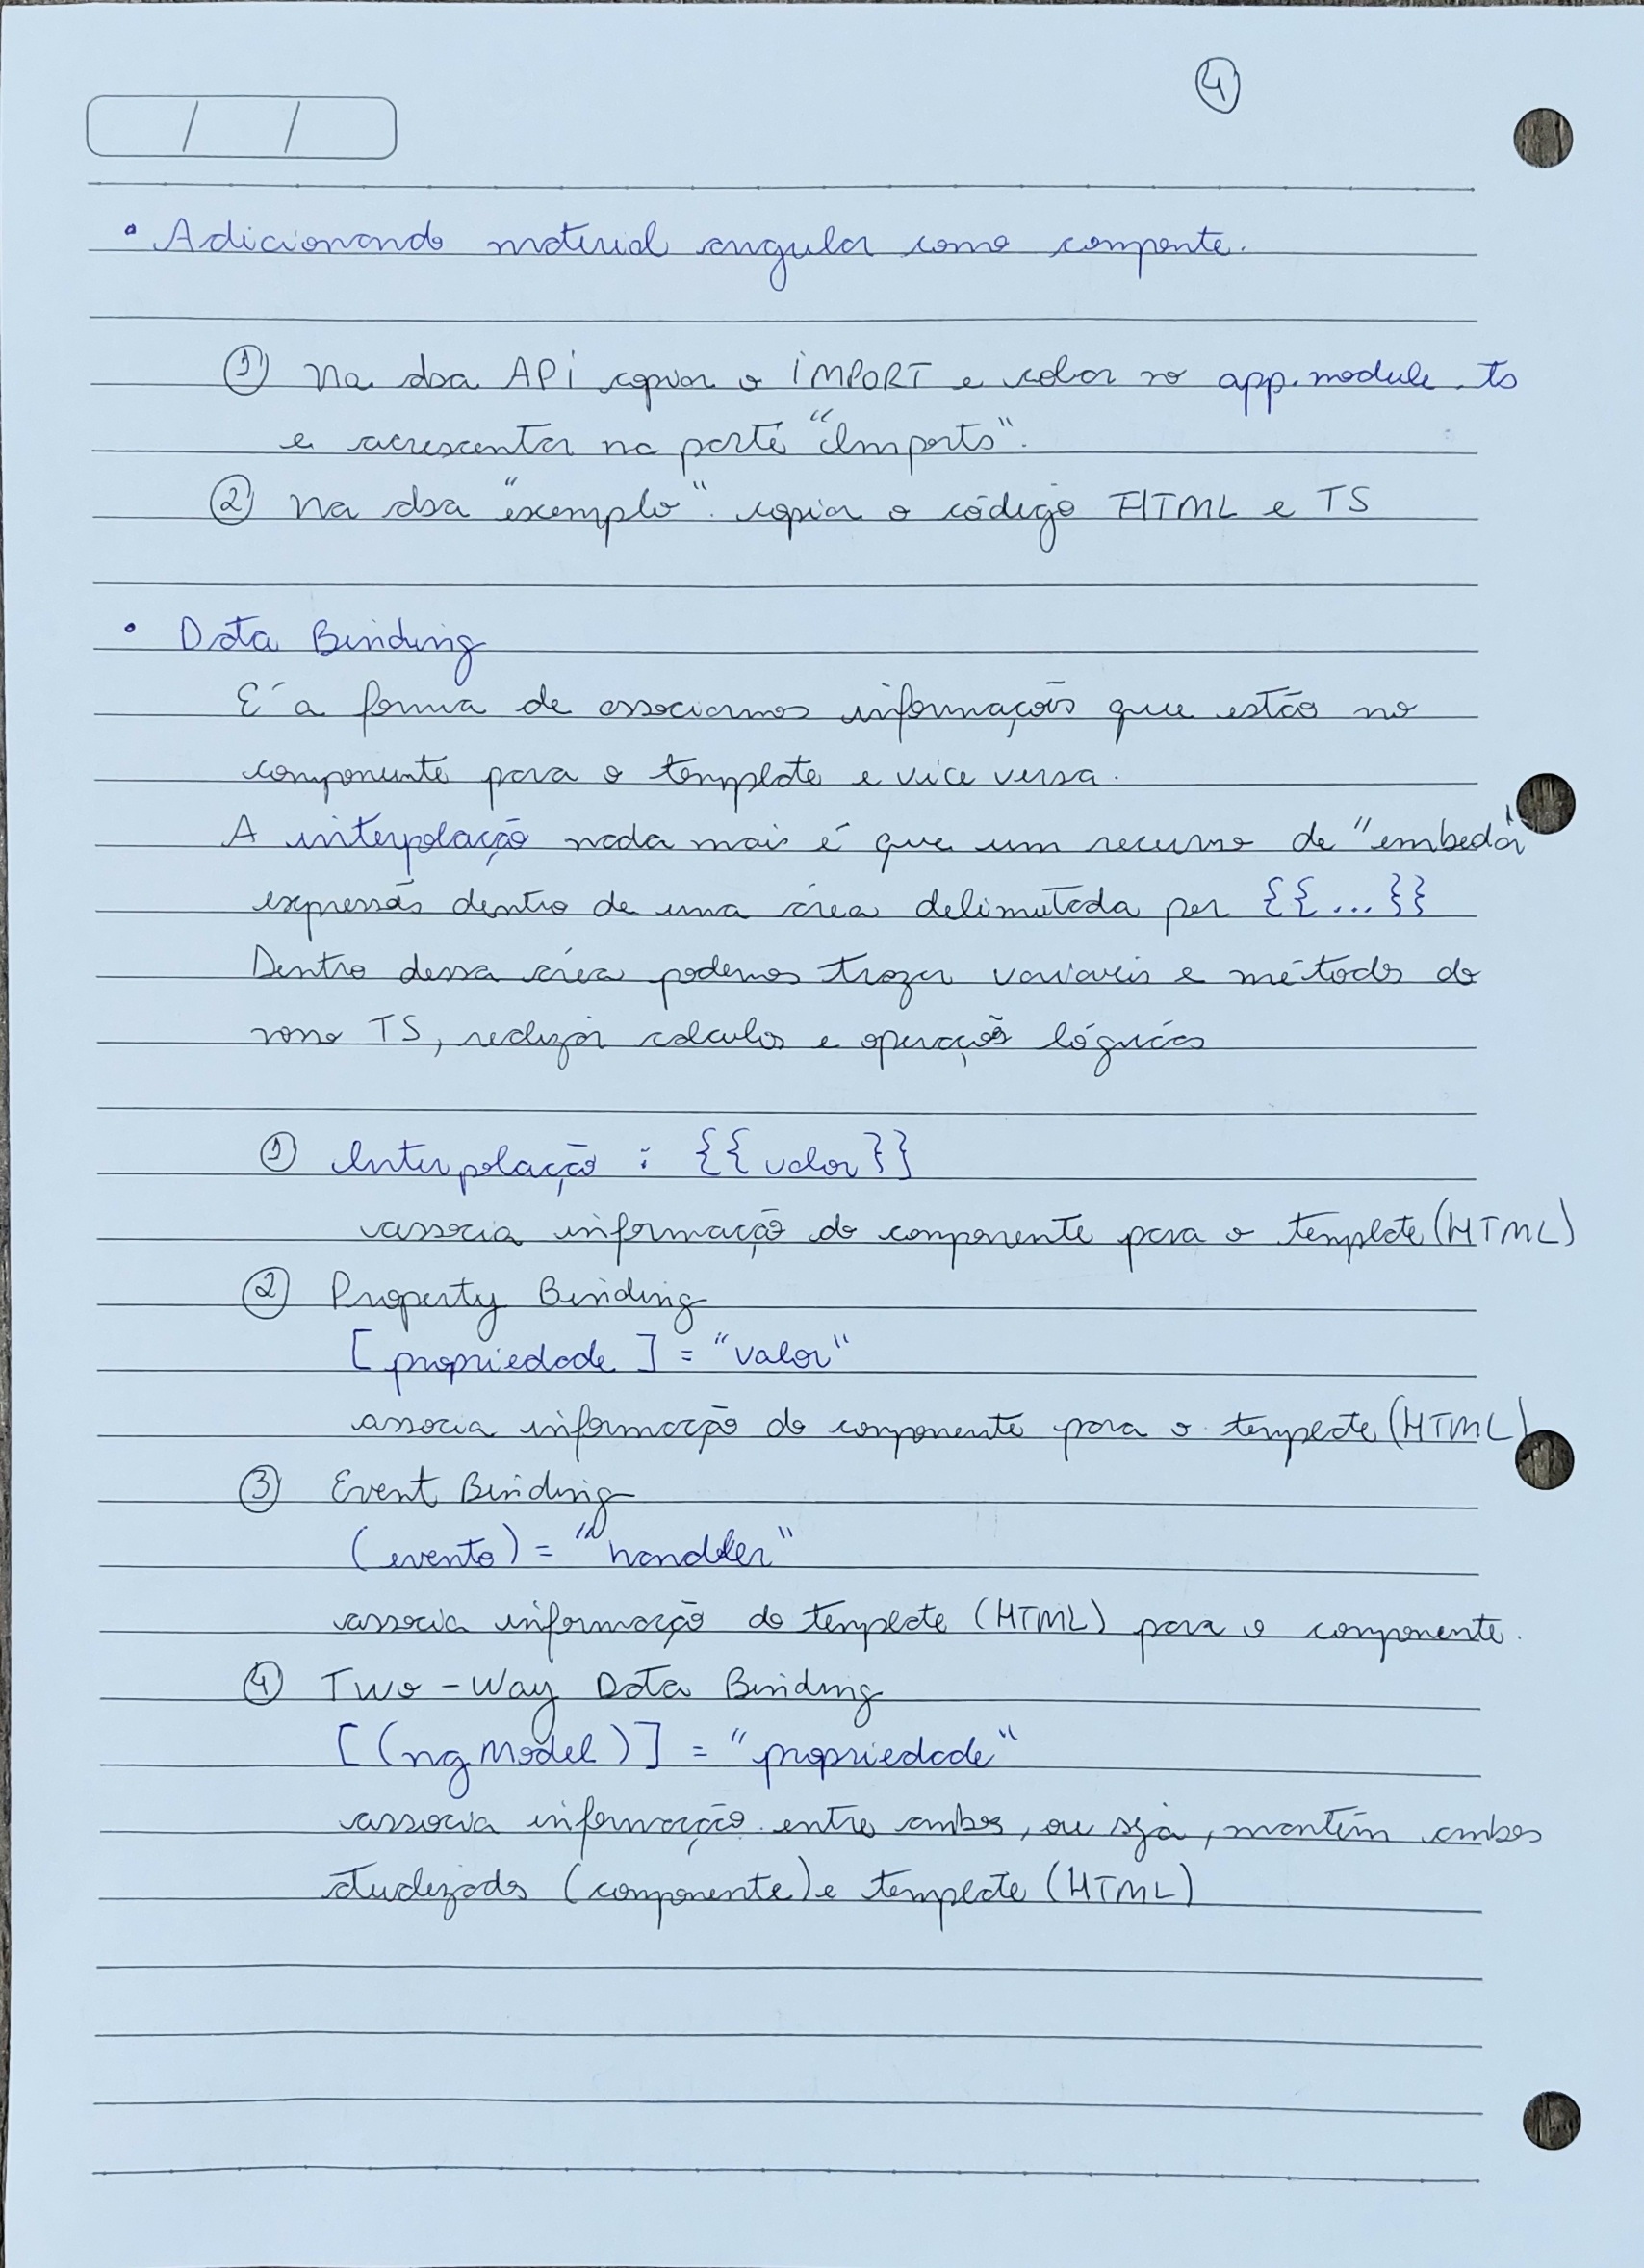 4
• Adicionando material angular como componte.
① Na aba API copiar o IMPORT e colar no app.module.ts
e acrescentar na parte "Imports".
② Na aba "exemplo" copiar o código HTML e TS
• Data Binding
É a forma de associarmos informações que estão no
componente para o template e vice versa.
A interpolação nada mais é que um recurso de "embedar"
expressões dentro de uma área delimitada por {{...}}
Dentro dessa área podemos trazer variaveis e métodos do
nosso TS, realizar calculos e operações lógicas
① Interpolação : {{valor}}
associa informação do componente para o template (HTML)
② Property Binding
[propriedade] = "valor"
associa informação do componente para o template (HTML)
③ Event Binding
(evento) = "handler"
associa informação do template (HTML) para o componente.
④ Two-Way Data Binding
[(ngModel)] = "propriedade"
associa informação entre ambos, ou seja, mantém ambos
atualizados (componente) e template (HTML)